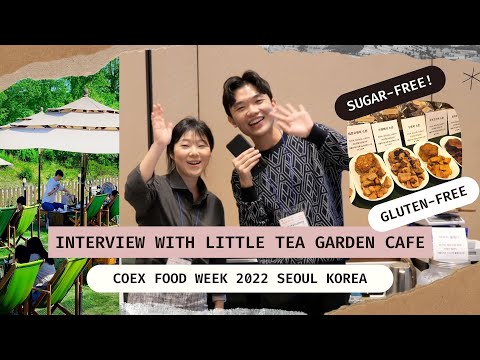 SUGAR-FREE!
GLUTEN-FREE
INTERVIEW WITH LITTLE TEA GARDEN CAFE
COEX FOOD WEEK 2022 SEOUL KOREA